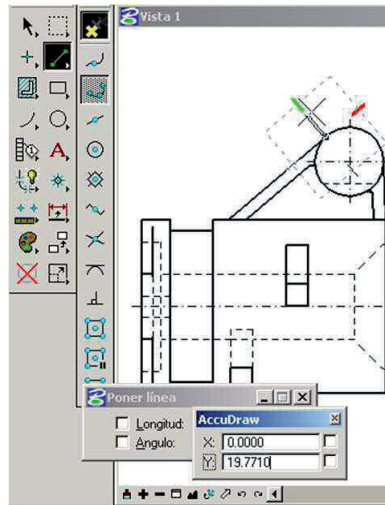 Vista 1
Poner línea
Longitud:
Angulo:
AccuDraw
X: 0.0000
Y: 19.7710